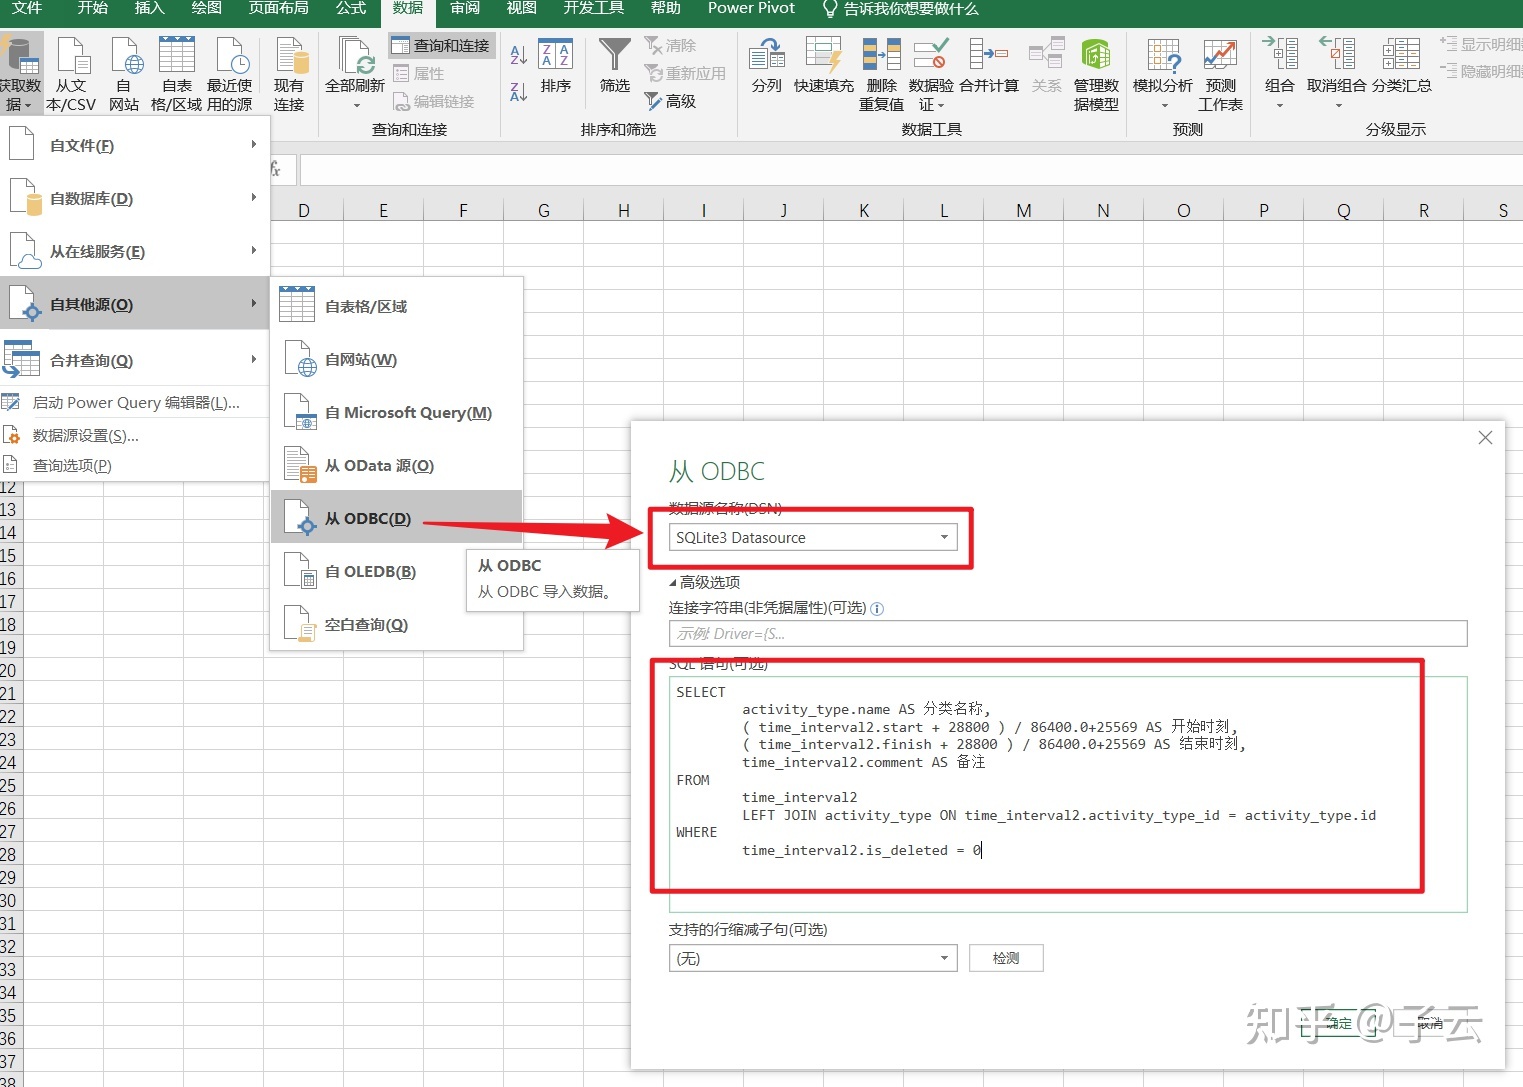 文件 开始 插入 绘图 页面布局 公式 数据 审阅 视图 开发工具 帮助 Power Pivot 告诉我你想要做什么
获取数据 从文本/CSV 自网站 自表格/区域 最近使用的源 现有连接 全部刷新 查询和连接 属性 编辑链接 排序 筛选 清除 重新应用 高级 分列 快速填充 删除重复值 数据验证 合并计算 关系 管理数据模型 模拟分析 预测工作表 组合 取消组合 分类汇总 显示明细 隐藏明细
查询和连接 排序和筛选 数据工具 预测 分级显示
fx
D E F G H I J K L M N O P Q R S
自文件(F)
自数据库(D)
从在线服务(E)
自其他源(O)
合并查询(Q)
启动 Power Query 编辑器(L)...
数据源设置(S)...
查询选项(P)
自表格/区域
自网站(W)
自 Microsoft Query(M)
从 OData 源(O)
从 ODBC(D)
自 OLEDB(B)
空白查询(Q)
从 ODBC
从 ODBC 导入数据。
12
13
14
15
16
17
18
19
20
21
22
23
24
25
26
27
28
29
30
31
32
33
34
35
36
37
38
从 ODBC
数据源名称(DSN)
SQLite3 Datasource
高级选项
连接字符串(非凭据属性)(可选)
示例: Driver={S...
SQL 语句(可选)
SELECT
activity_type.name AS 分类名称,
( time_interval2.start + 28800 ) / 86400.0+25569 AS 开始时刻,
( time_interval2.finish + 28800 ) / 86400.0+25569 AS 结束时刻,
time_interval2.comment AS 备注
FROM
time_interval2
LEFT JOIN activity_type ON time_interval2.activity_type_id = activity_type.id
WHERE
time_interval2.is_deleted = 0
支持的行缩减子句(可选)
(无) 检测
确定 取消
知乎 @子云